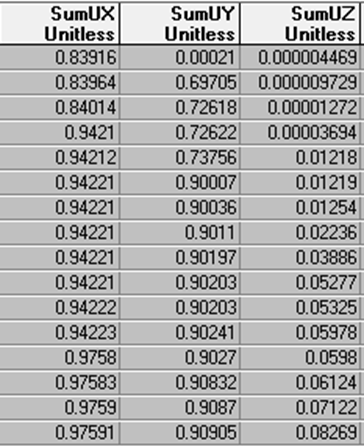 SumUX SumUY SumUZ
Unitless Unitless Unitless
0.83916 0.00021 0.000004469
0.83964 0.69705 0.000009729
0.84014 0.72618 0.00001272
0.9421 0.72622 0.00003694
0.94212 0.73756 0.01218
0.94221 0.90007 0.01219
0.94221 0.90036 0.01254
0.94221 0.9011 0.02236
0.94221 0.90197 0.03886
0.94221 0.90203 0.05277
0.94222 0.90203 0.05325
0.94223 0.90241 0.05978
0.9758 0.9027 0.0598
0.97583 0.90832 0.06124
0.9759 0.9087 0.07122
0.97591 0.90905 0.08269